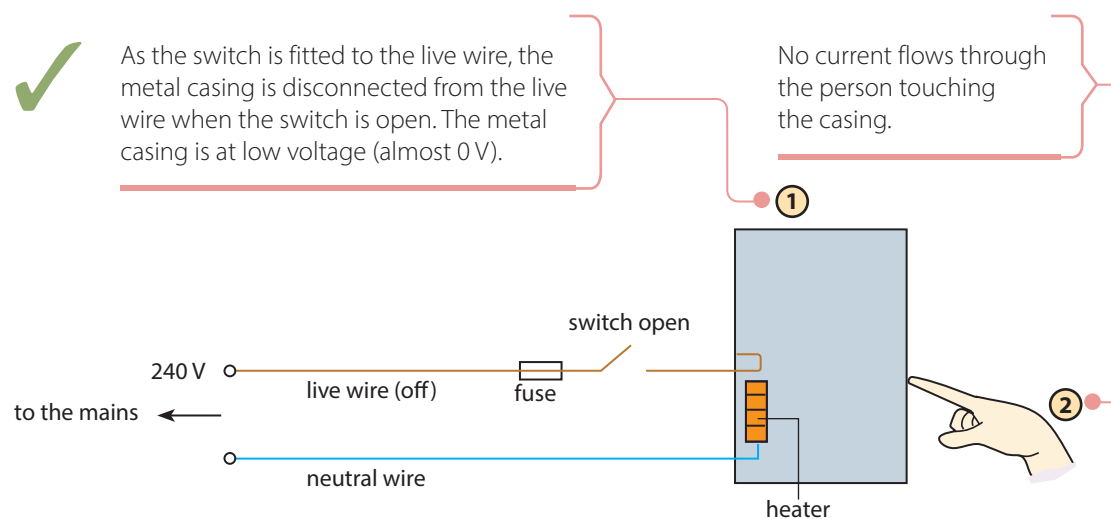 As the switch is fitted to the live wire, the
metal casing is disconnected from the live
wire when the switch is open. The metal
casing is at low voltage (almost 0 V).
No current flows through
the person touching
the casing.
1
switch open
240 V
live wire (off)
fuse
to the mains
2
neutral wire
heater